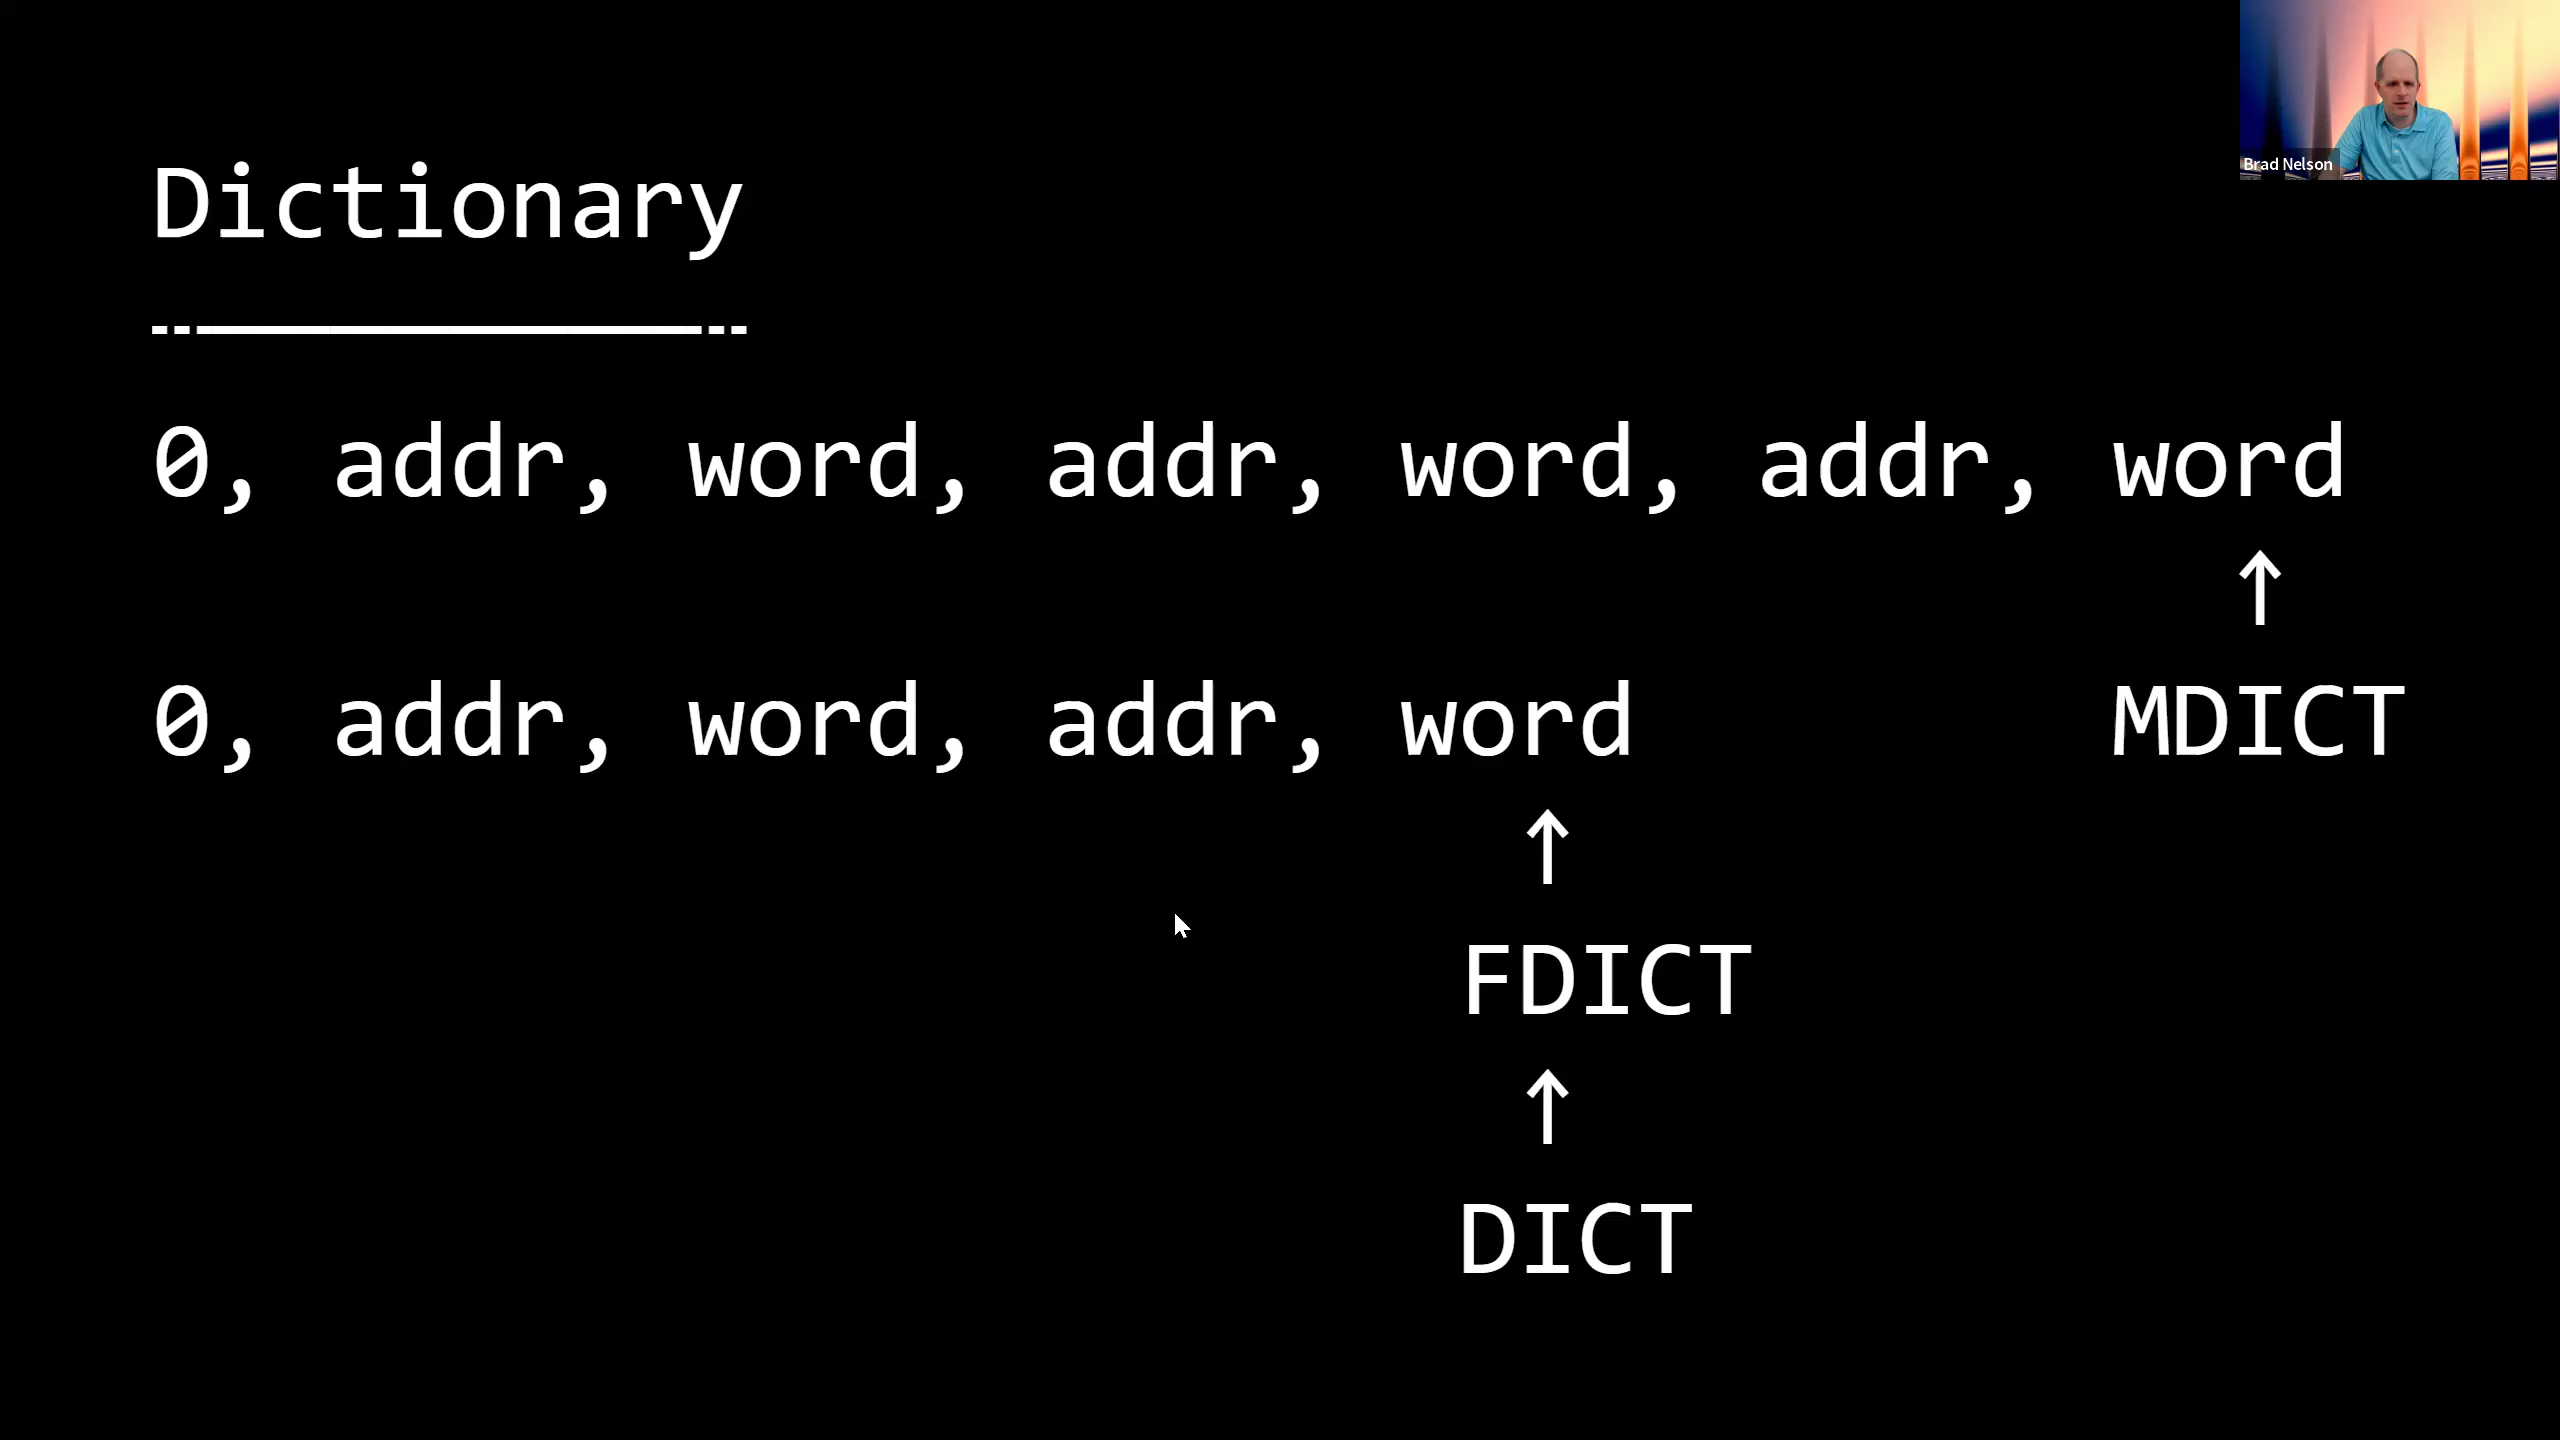 Brad Nelson
Dictionary
0, addr, word, addr, word, addr, word
↑
0, addr, word, addr, word MDICT
↑
FDICT
↑
DICT